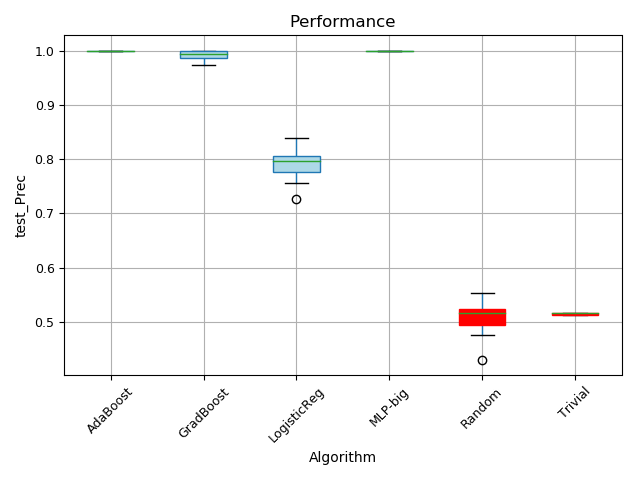 Performance
test_Prec
1.0
0.9
0.8
0.7
0.6
0.5
AdaBoost
GradBoost
LogisticReg
MLP-big
Random
Trivial
Algorithm